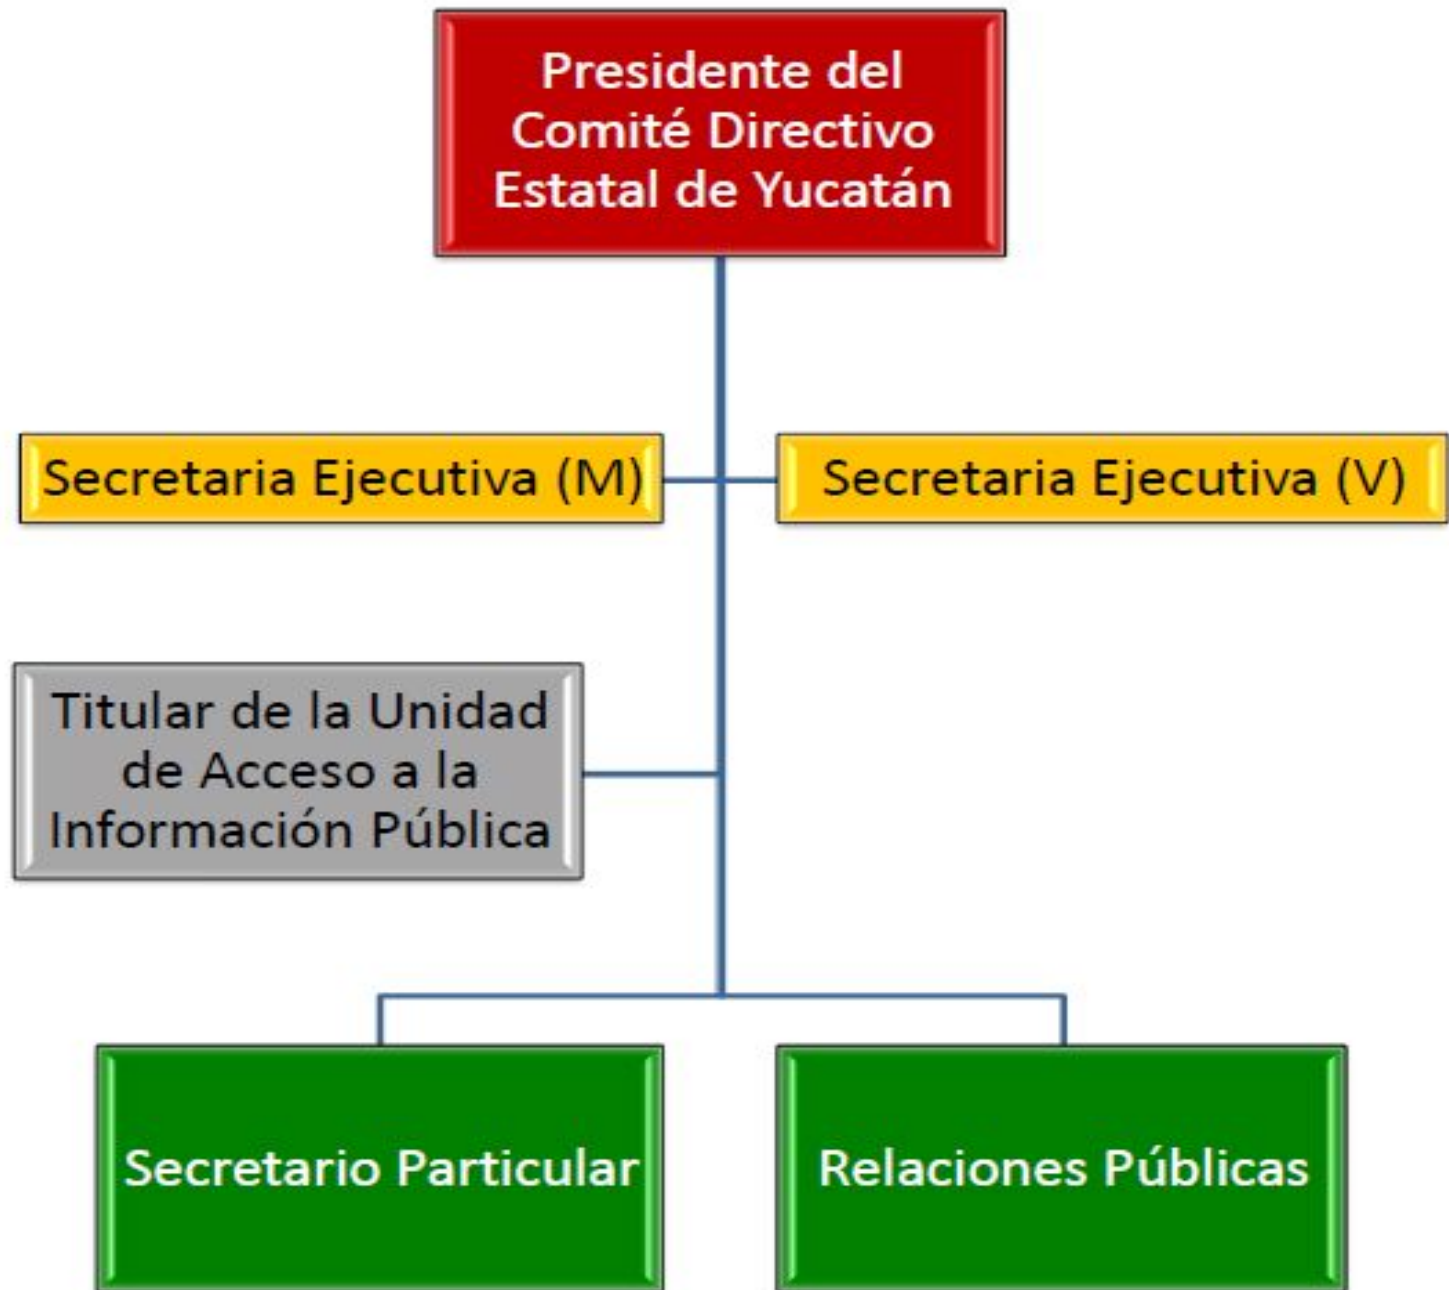 Presidente del
Comité Directivo
Estatal de Yucatán
Secretaria Ejecutiva (M)
Secretaria Ejecutiva (V)
Titular de la Unidad
de Acceso a la
Información Pública
Secretario Particular
Relaciones Públicas